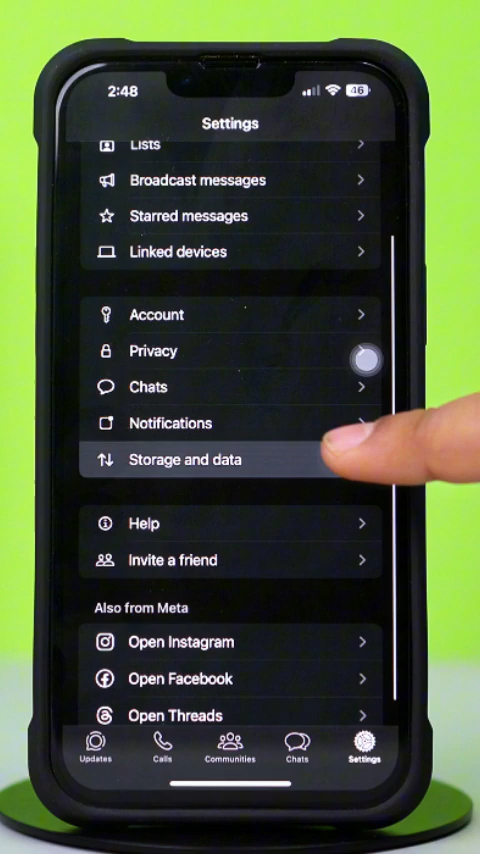 2:48
46
Settings
Lists
Broadcast messages
Starred messages
Linked devices
Account
Privacy
Chats
Notifications
Storage and data
Help
Invite a friend
Also from Meta
Open Instagram
Open Facebook
Open Threads
Updates
Calls
Communities
Chats
Settings